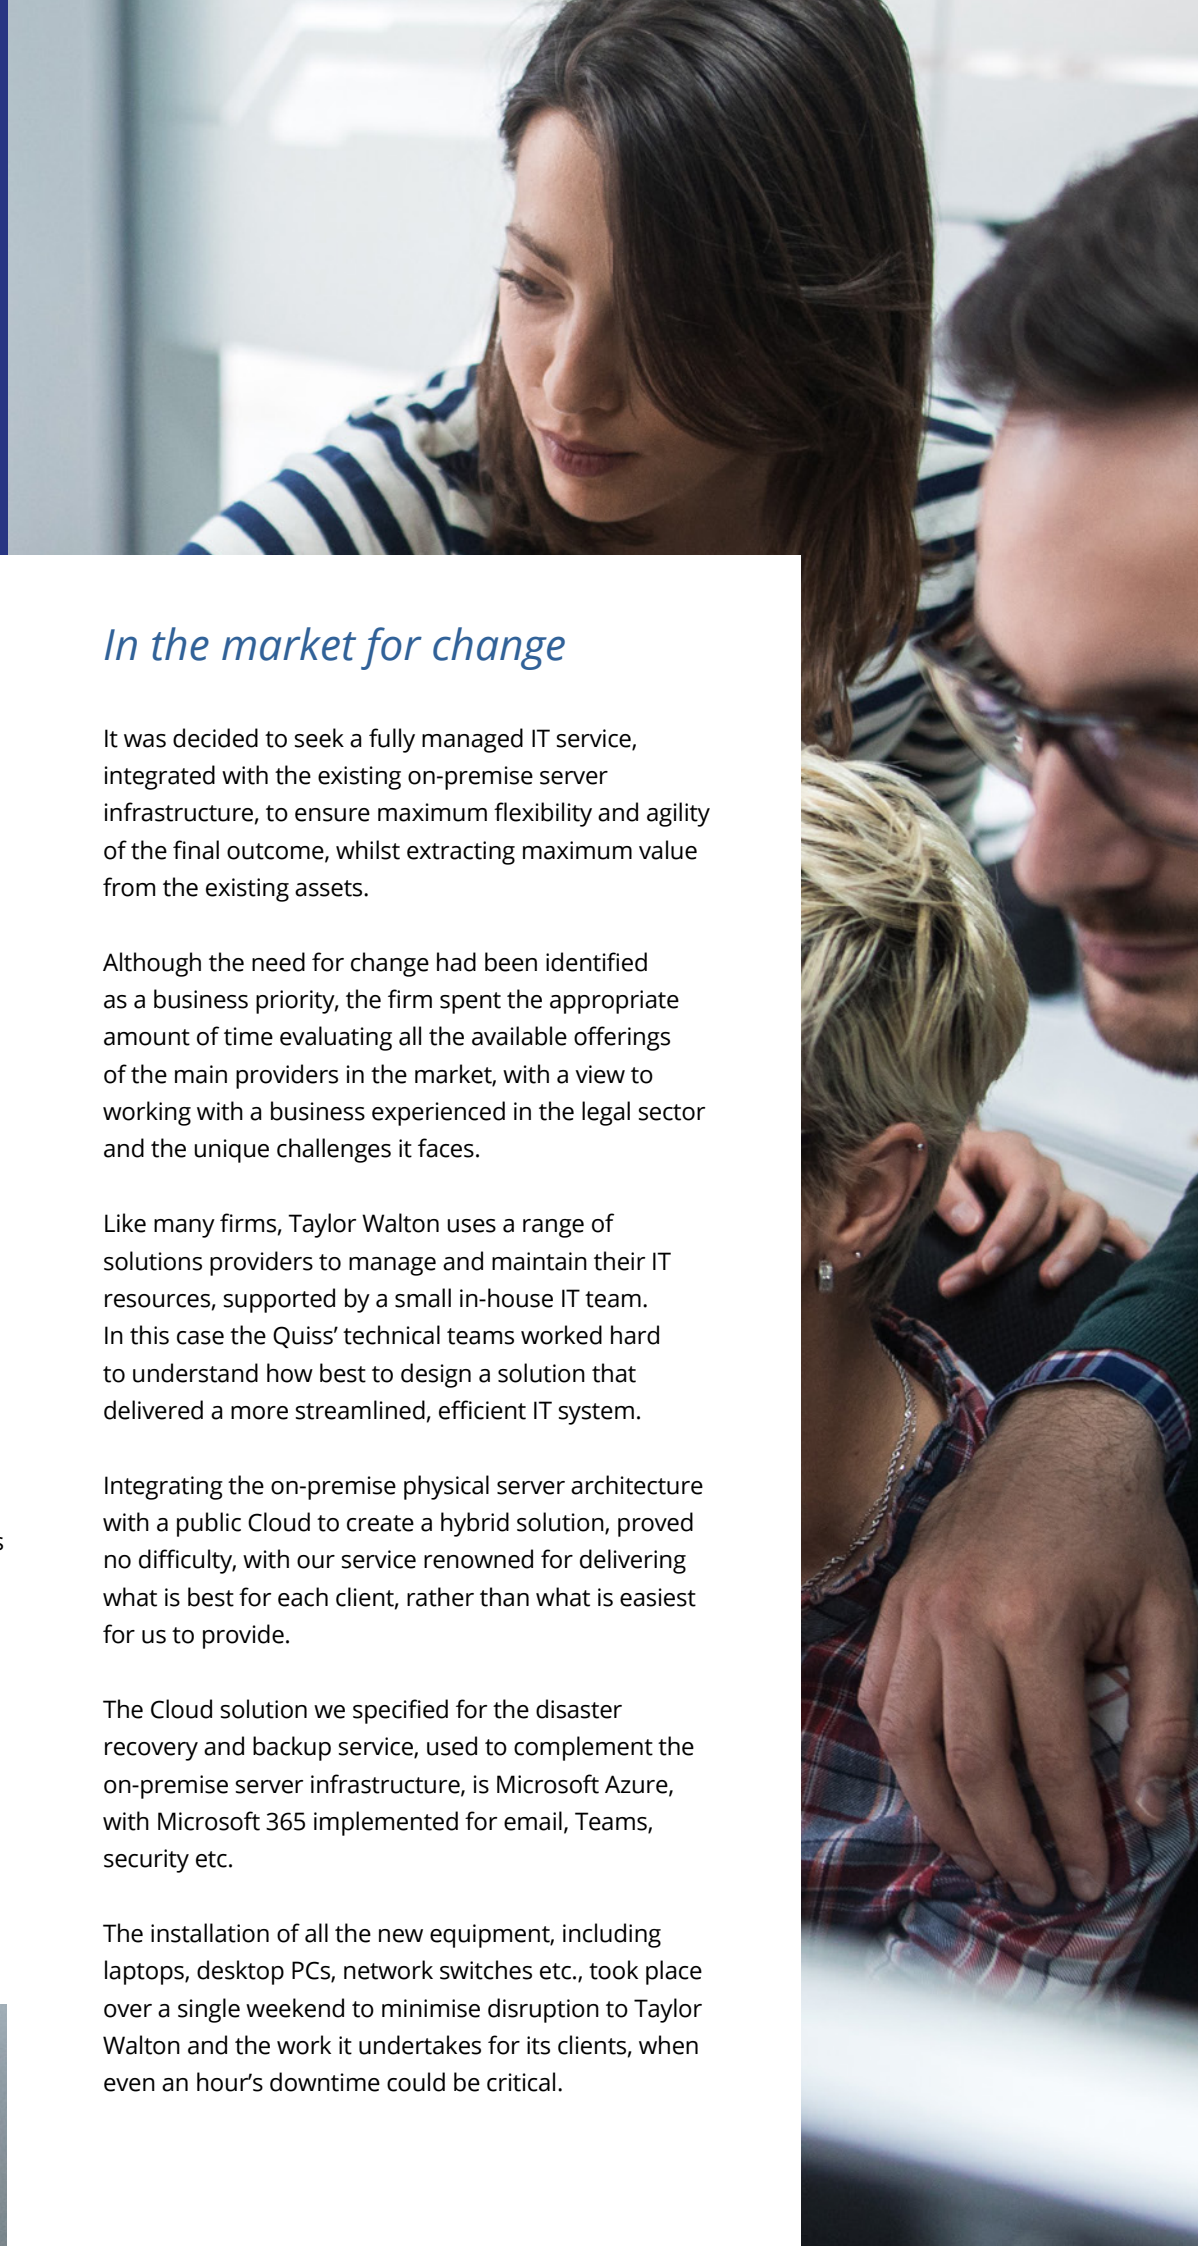 In the market for change
It was decided to seek a fully managed IT service,
integrated with the existing on-premise server
infrastructure, to ensure maximum flexibility and agility
of the final outcome, whilst extracting maximum value
from the existing assets.
Although the need for change had been identified
as a business priority, the firm spent the appropriate
amount of time evaluating all the available offerings
of the main providers in the market, with a view to
working with a business experienced in the legal sector
and the unique challenges it faces.
Like many firms, Taylor Walton uses a range of
solutions providers to manage and maintain their IT
resources, supported by a small in-house IT team.
In this case the Quiss’ technical teams worked hard
to understand how best to design a solution that
delivered a more streamlined, efficient IT system.
Integrating the on-premise physical server architecture
with a public Cloud to create a hybrid solution, proved
no difficulty, with our service renowned for delivering
what is best for each client, rather than what is easiest
for us to provide.
The Cloud solution we specified for the disaster
recovery and backup service, used to complement the
on-premise server infrastructure, is Microsoft Azure,
with Microsoft 365 implemented for email, Teams,
security etc.
The installation of all the new equipment, including
laptops, desktop PCs, network switches etc., took place
over a single weekend to minimise disruption to Taylor
Walton and the work it undertakes for its clients, when
even an hour’s downtime could be critical.